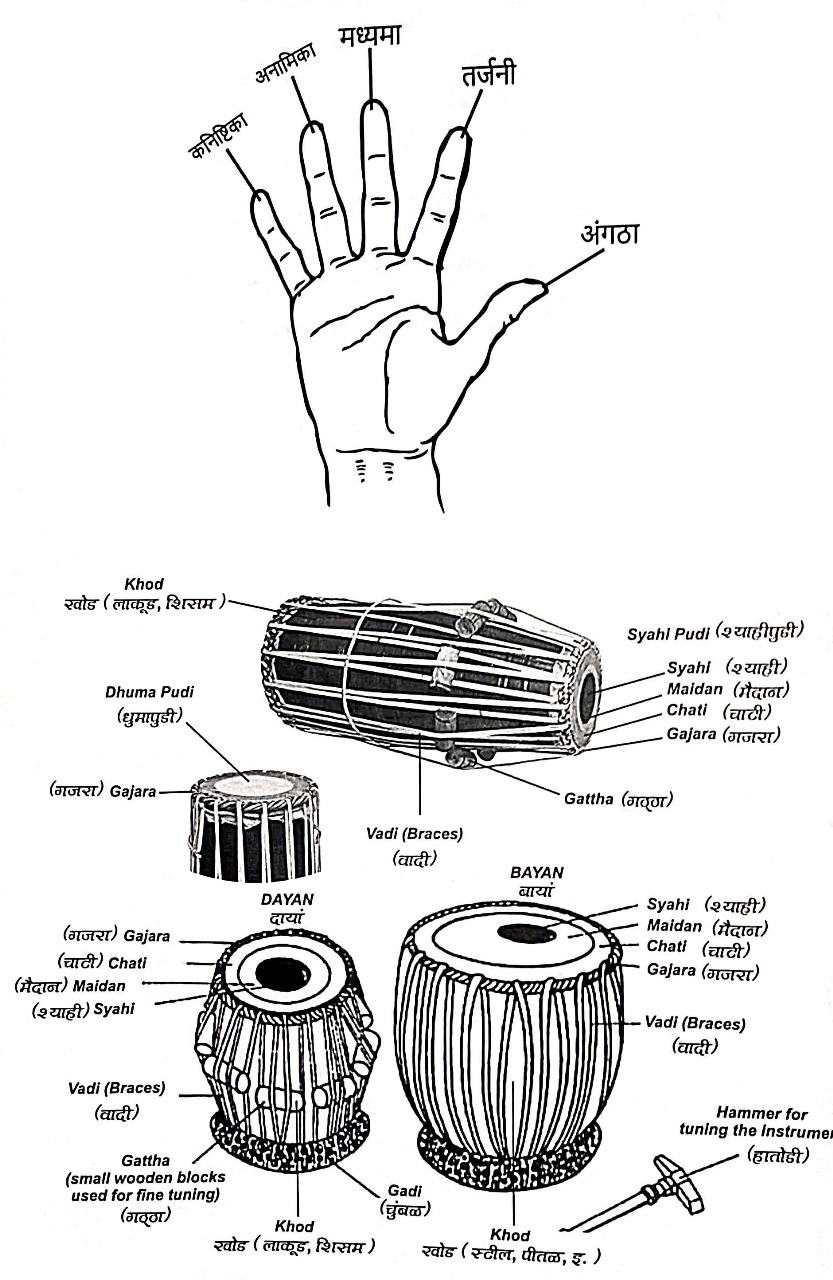 मध्यमा
अनामिका
तर्जनी
कनिष्टिका
अंगठा
Khod
खोड ( लाकूड, शिसम )
Syahi Pudi (श्याहीपुडी)
Syahi (श्याही)
Maidan (मैदान)
Chati (चाटी)
Gajara (गजरा)
Dhuma Pudi
(धुमापुडी)
(गजरा) Gajara
Gattha (गठ्ठा)
Vadi (Braces)
(वादी)
DAYAN
दायां
BAYAN
बायां
(गजरा) Gajara
(चाटी) Chati
(मैदान) Maidan
(श्याही) Syahi
Syahi (श्याही)
Maidan (मैदान)
Chati (चाटी)
Gajara (गजरा)
Vadi (Braces)
(वादी)
Vadi (Braces)
(वादी)
Hammer for
tuning the Instrumer
(हातोडी)
Gattha
(small wooden blocks
used for fine tuning)
(गठ्ठा)
Gadi
(चुंबळ)
Khod
खोड ( लाकूड, शिसम )
Khod
खोड ( स्टील, पीतळ, इ. )